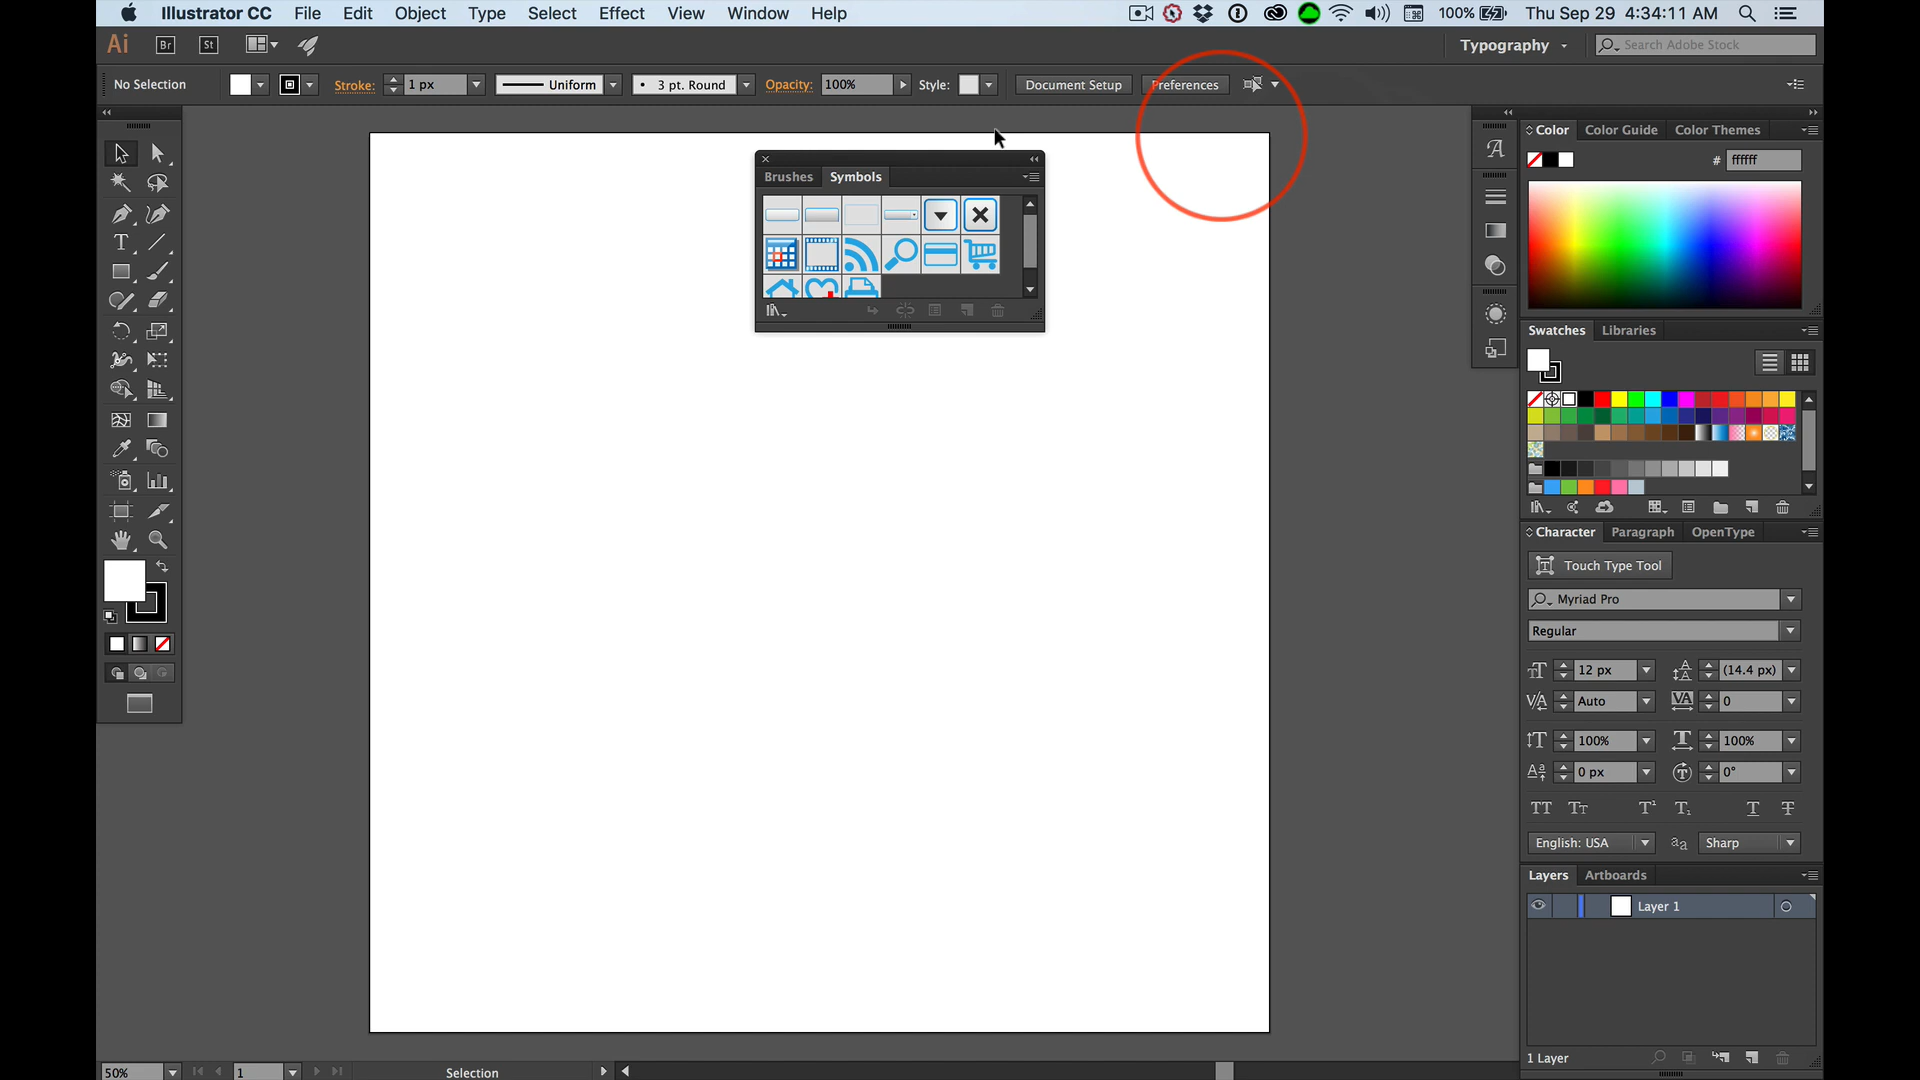 Illustrator CC File Edit Object Type Select Effect View Window Help 100% Thu Sep 29 4:34:11 AM
Ai Br St Typography Search Adobe Stock
No Selection Stroke: 1 px Uniform 3 pt. Round Opacity: 100% Style: Document Setup Preferences
Color Color Guide Color Themes
# ffffff
Brushes Symbols
Swatches Libraries
Character Paragraph OpenType
Touch Type Tool
Myriad Pro
Regular
12 px (14.4 px)
Auto 0
100% 100%
0 px 0°
English: USA Sharp
Layers Artboards
Layer 1
1 Layer
50% 1 Selection